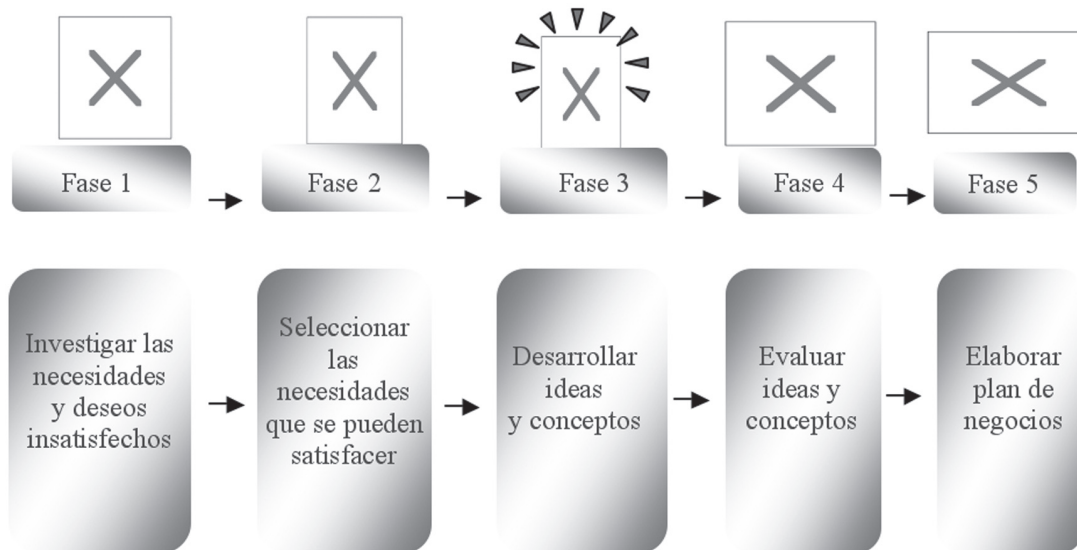 Fase 1
Fase 2
Fase 3
Fase 4
Fase 5
Investigar las
necesidades
y deseos
insatisfechos
Seleccionar
las
necesidades
que se pueden
satisfacer
Desarrollar
ideas
y conceptos
Evaluar
ideas y
conceptos
Elaborar
plan de
negocios